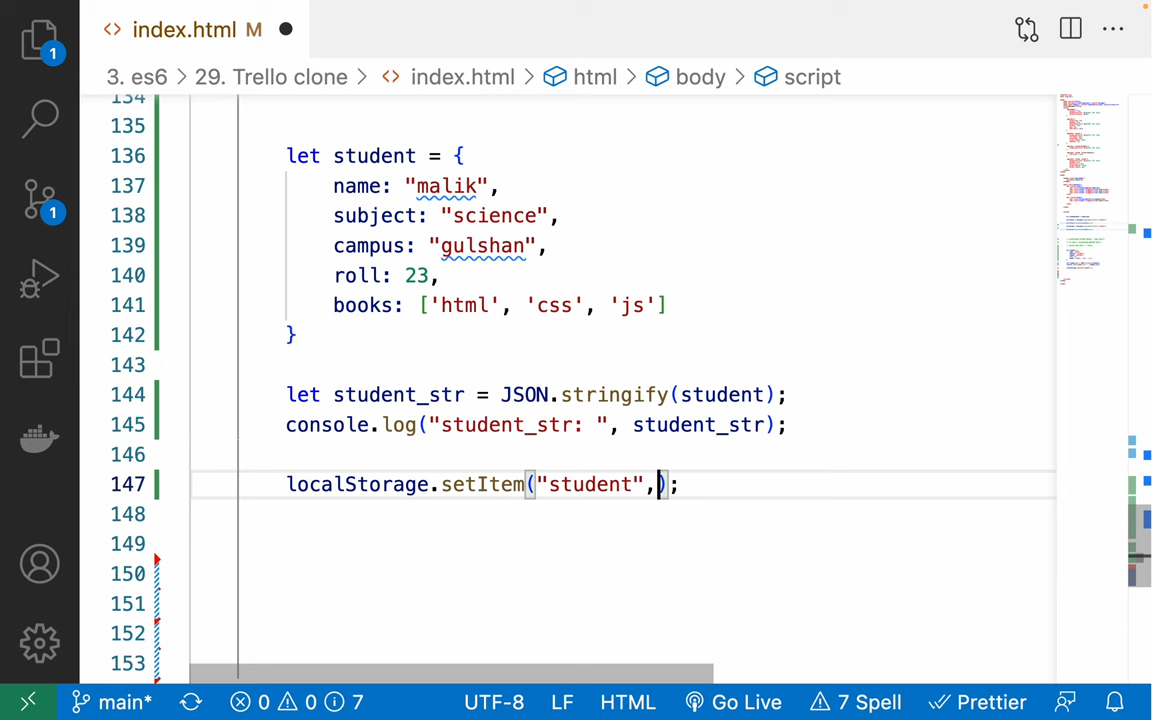 index.html M
3. es6 > 29. Trello clone > index.html > html > body > script
134
135
136 let student = {
137 name: "malik",
138 subject: "science",
139 campus: "gulshan",
140 roll: 23,
141 books: ['html', 'css', 'js']
142 }
143
144 let student_str = JSON.stringify(student);
145 console.log("student_str: ", student_str);
146
147 localStorage.setItem("student",);
148
149
150
151
152
153
1
1
main* 0 0 7 UTF-8 LF HTML Go Live 7 Spell Prettier